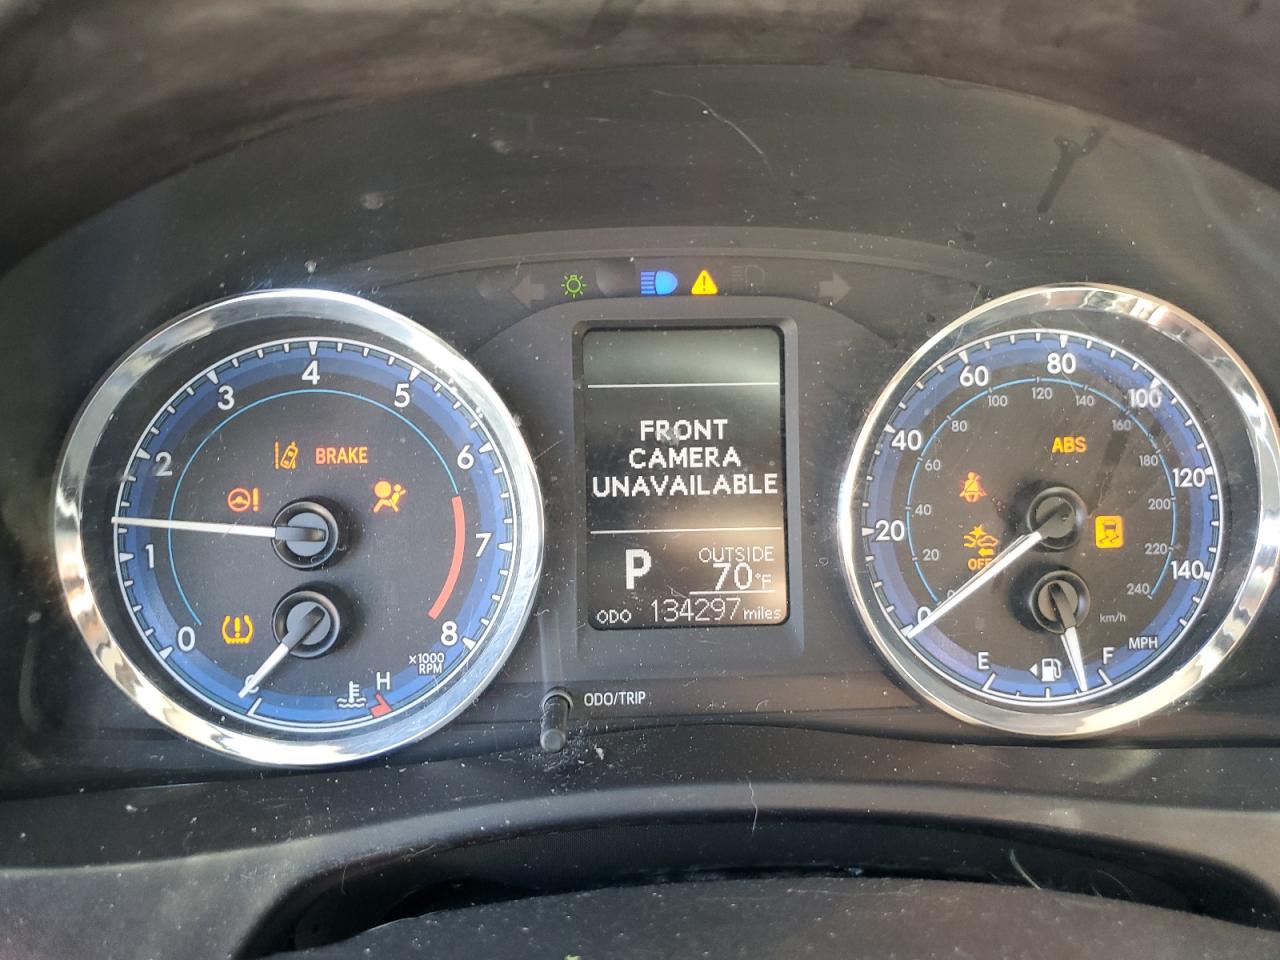 4
3
5
2
6
1
7
0
8
BRAKE
!
!
×1000
RPM
C
H
FRONT
CAMERA
UNAVAILABLE
P
OUTSIDE
70°F
ODO 134297 miles
ODO/TRIP
80
60
100
40
120
20
140
0
120
100
140
80
160
60
180
40
200
20
220
0
240
ABS
OFF
km/h
MPH
E
F